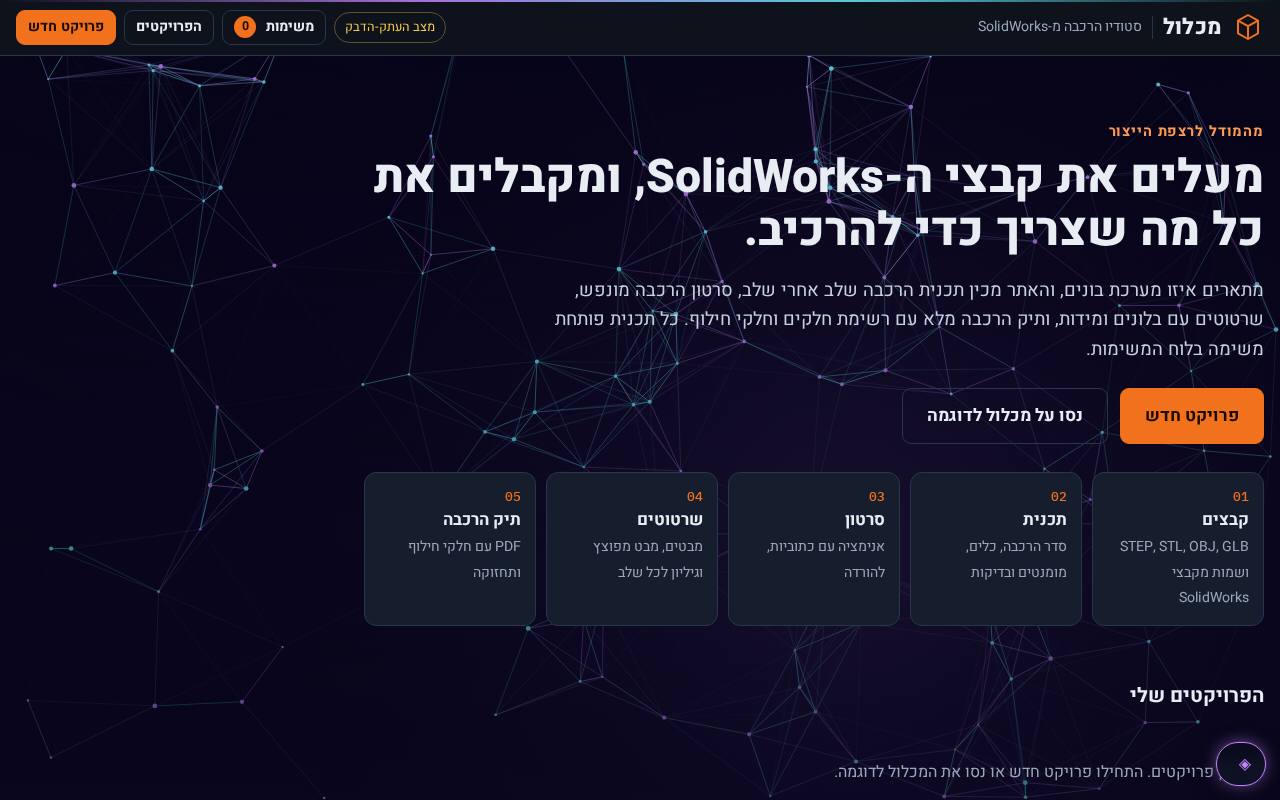 מכלול
סטודיו הרכבה מ-SolidWorks
מצב העתק-הדבק
משימות 0
הפרויקטים
פרויקט חדש
מהמודל לרצפת הייצור
מעלים את קבצי ה-SolidWorks, ומקבלים את
כל מה שצריך כדי להרכיב.
מתארים איזו מערכת בונים, והאתר מכין תכנית הרכבה שלב אחרי שלב, סרטון הרכבה מונפש,
שרטוטים עם בלונים ומידות, ותיק הרכבה מלא עם רשימת חלקים וחלקי חילוף. כל תכנית פותחת
משימה בלוח המשימות.
פרויקט חדש
נסו על מכלול לדוגמה
01
קבצים
STEP, STL, OBJ, GLB
ושמות מקבצי
SolidWorks
02
תכנית
סדר הרכבה, כלים,
מומנטים ובדיקות
03
סרטון
אנימציה עם כתוביות,
להורדה
04
שרטוטים
מבטים, מבט מפוצץ
וגיליון לכל שלב
05
תיק הרכבה
PDF עם חלקי חילוף
ותחזוקה
הפרויקטים שלי
פרויקטים. התחילו פרויקט חדש או נסו את המכלול לדוגמה.